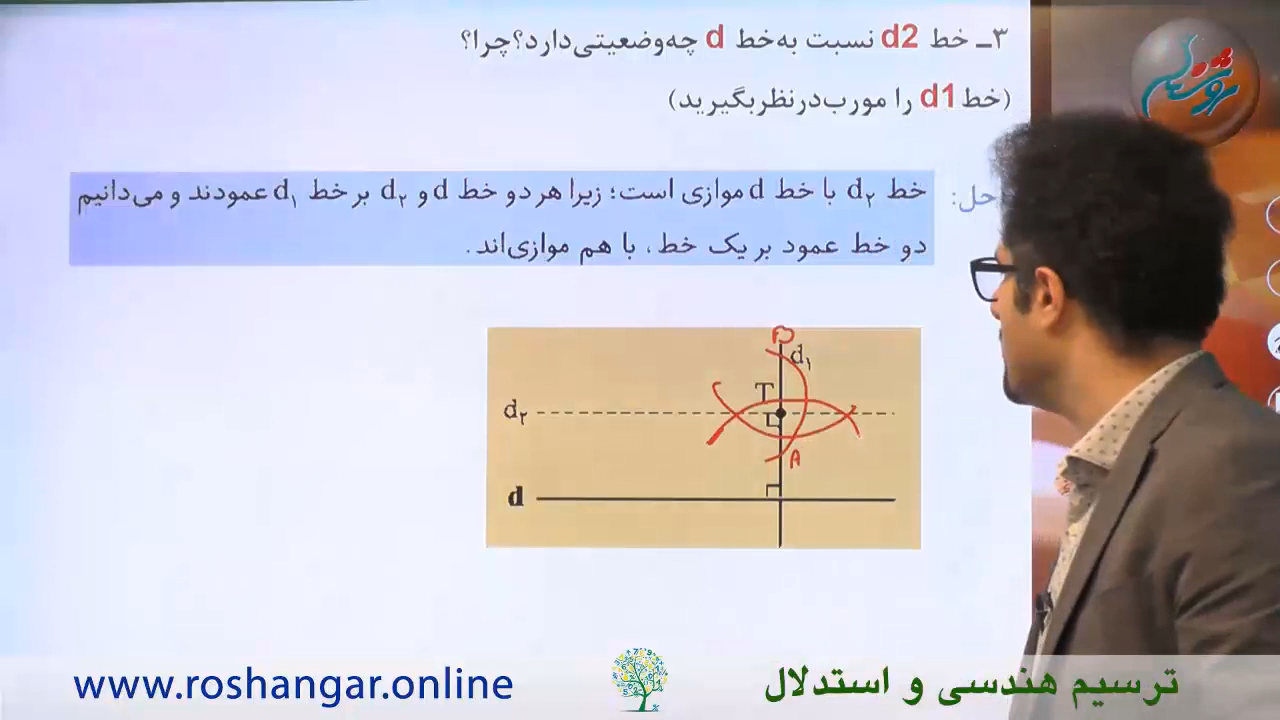 ۳ـ خط d2 نسبت به خط d چه وضعیتی دارد؟ چرا؟
(خط d1 را مورب در نظر بگیرید)
حل:
خط d۲ با خط d موازی است؛ زیرا هر دو خط d و d۲ بر خط d۱ عمودند و می‌دانیم
دو خط عمود بر یک خط، با هم موازی‌اند.
B
d۱
T
d۲
A
d
www.roshangar.online
ترسیم هندسی و استدلال